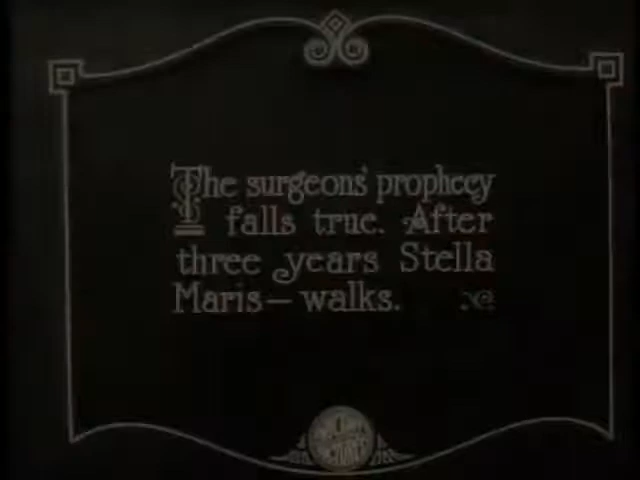 The surgeons' prophecy
falls true. After
three years Stella
Maris— walks.